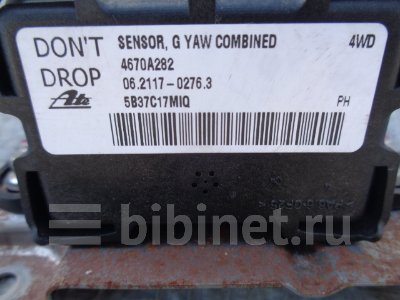 DON'T
DROP
Ate
SENSOR, G YAW COMBINED 4WD
4670A282
06.2117-0276.3
5B37C17MIQ PH
bibinet.ru